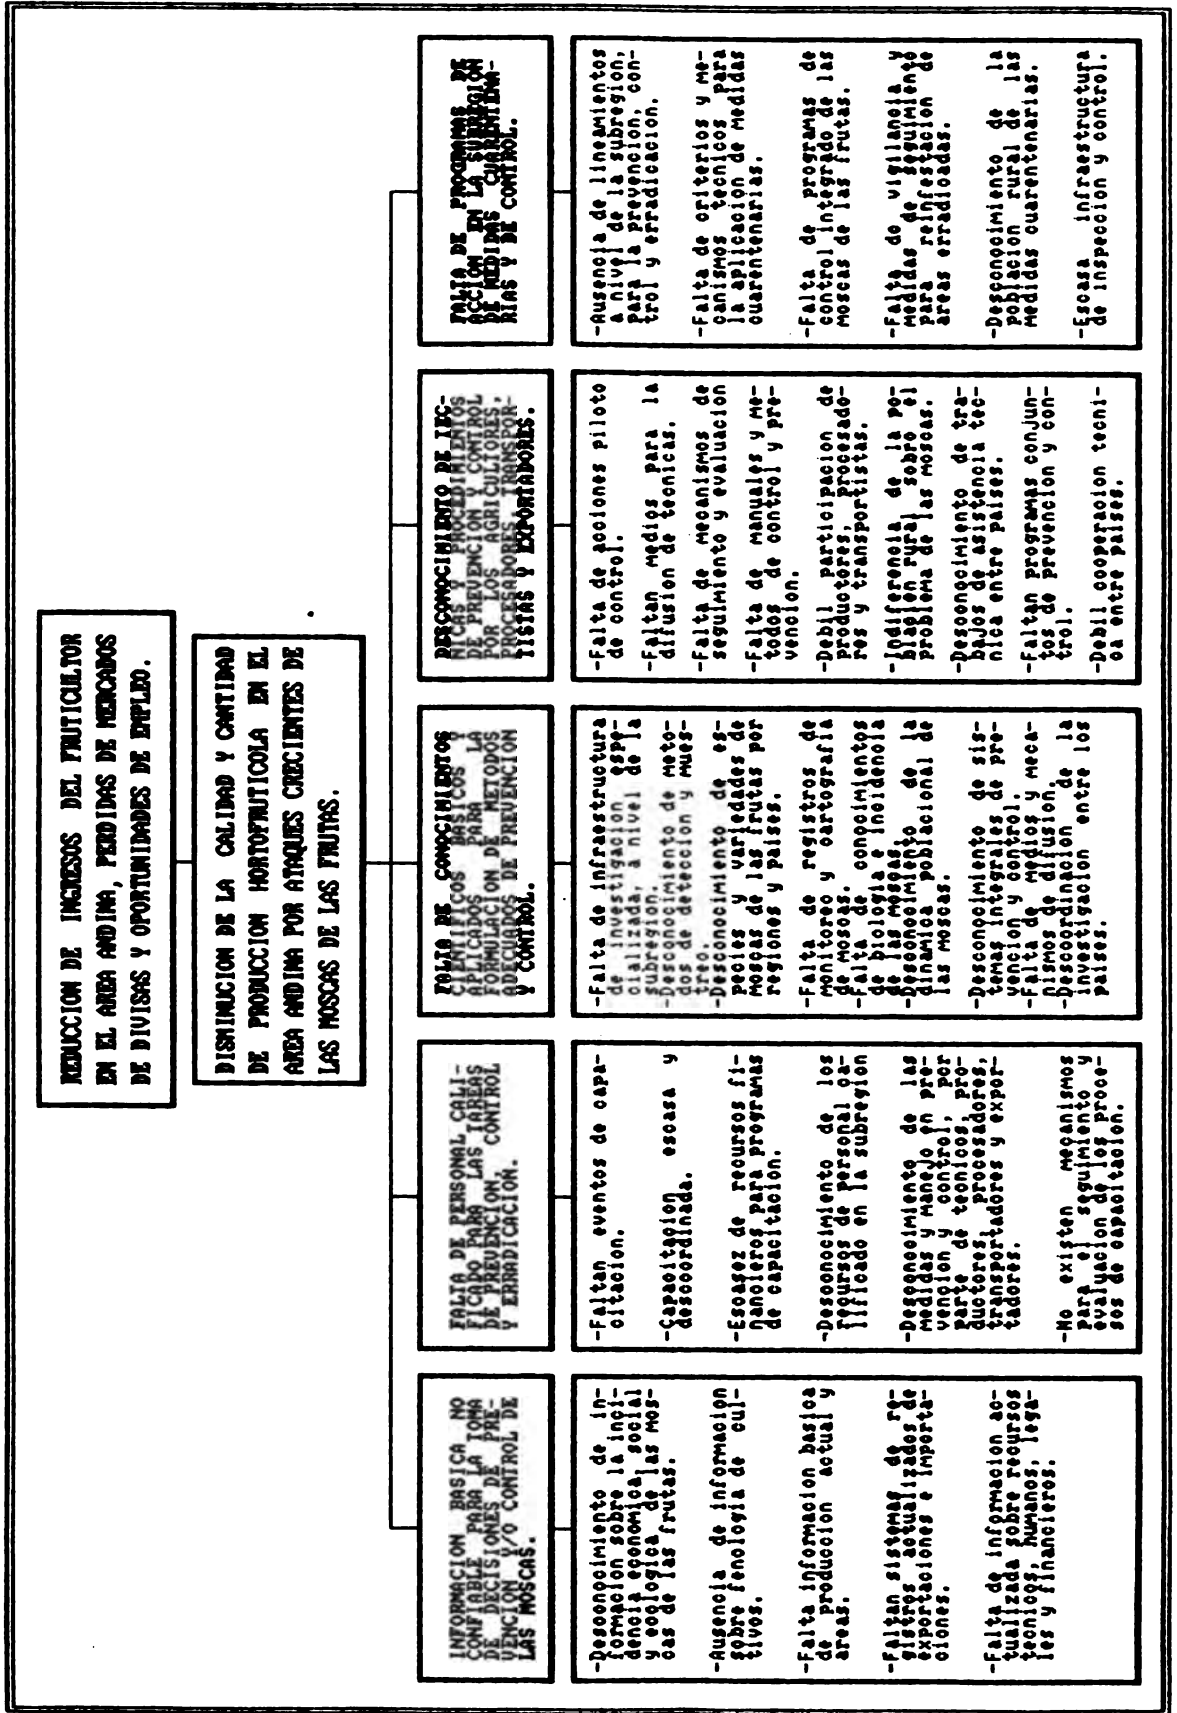 REDUCCION DE INGRESOS DEL FRUTICULTOR
EN EL AREA ANDINA, PERDIDAS DE MERCADOS
DE DIVISAS Y OPORTUNIDADES DE EMPLEO.
DISMINUCION DE LA CALIDAD Y CANTIDAD
DE PRODUCCION HORTOFRUTICOLA EN EL
AREA ANDINA POR ATAQUES CRECIENTES DE
LAS MOSCAS DE LAS FRUTAS.
INFORMACION BASICA NO
CONFIABLE PARA LA TOMA
DE DECISIONES DE PRE-
VENCION Y/O CONTROL DE
LAS MOSCAS.
-Desconocimiento de in-
formacion sobre la inci-
dencia economica, social
y ecologica de las mos-
cas de las frutas.
-Ausencia de informacion
sobre fenologia de cul-
tivos.
-Falta informacion basica
de produccion actual y
areas.
-Faltan sistemas de re-
gistros actualizados de
exportaciones e importa-
ciones.
-Falta de informacion ac-
tualizada sobre recursos
tecnicos, humanos, lega-
les y financieros.
FALTA DE PERSONAL CALI-
FICADO PARA LAS TAREAS
DE PREVENCION, CONTROL
Y ERRADICACION.
-Faltan eventos de capa-
citacion.
-Capacitacion escasa y
descoordinada.
-Escasez de recursos fi-
nancieros para programas
de capacitacion.
-Desconocimiento de los
recursos de personal ca-
lificado en la subregion
-Desconocimiento de las
medidas y manejo en pre-
vencion y control, por
parte de tecnicos, pro-
ductores, procesadores,
transportadores y expor-
tadores.
-No existen mecanismos
para el seguimiento y
evaluacion de los proce-
sos de capacitacion.
FALTA DE CONOCIMIENTOS
CIENTIFICOS BASICOS Y
APLICADOS PARA LA
FORMULACION DE METODOS
ADECUADOS DE PREVENCION
Y CONTROL.
-Falta de infraestructura
de investigacion espe-
cializada, a nivel de la
subregion.
-Desconocimiento de meto-
dos de deteccion y mues-
treo.
-Desconocimiento de es-
pecies y variedades de
moscas de las frutas por
regiones y paises.
-Falta de registros de
monitoreo y cartografia
de moscas.
-Falta de conocimientos
de biologia e incidencia
de las moscas.
-Desconocimiento de la
dinamica poblacional de
las moscas.
-Desconocimiento de sis-
temas integrales de pre-
vencion y control.
-Falta de medios y meca-
nismos de difusion.
-Descoordinacion de la
investigacion entre los
paises.
DESCONOCIMIENTO DE TEC-
NICAS Y PROCEDIMIENTOS
DE PREVENCION Y CONTROL
POR LOS AGRICULTORES,
PROCESADORES, TRANSPOR-
TISTAS Y EXPORTADORES.
-Falta de acciones piloto
de control.
-Faltan medios para la
difusion de tecnicas.
-Falta de mecanismos de
seguimiento y evaluacion
-Falta de manuales y me-
todos de control y pre-
vencion.
-Debil participacion de
productores, procesado-
res y transportistas.
-Indiferencia de la po-
blacion rural sobre el
problema de las moscas.
-Desconocimiento de tra-
bajos de asistencia tec-
nica entre paises.
-Faltan programas conjun-
tos de prevencion y con-
trol.
-Debil cooperacion tecni-
ca entre paises.
FALTA DE PROGRAMAS DE
ACCION EN LA SUBREGION
DE MEDIDAS CUARENTENA-
RIAS Y DE CONTROL.
-Ausencia de lineamientos
a nivel de la subregion,
para la prevencion, con-
trol y erradicacion.
-Falta de criterios y me-
canismos tecnicos para
la aplicacion de medidas
cuarentenarias.
-Falta de programas de
control integrado de las
moscas de las frutas.
-Falta de vigilancia y
medidas de seguimiento
para reinfestacion de
areas erradicadas.
-Desconocimiento de la
poblacion rural de las
medidas cuarentenarias.
-Escasa infraestructura
de inspeccion y control.